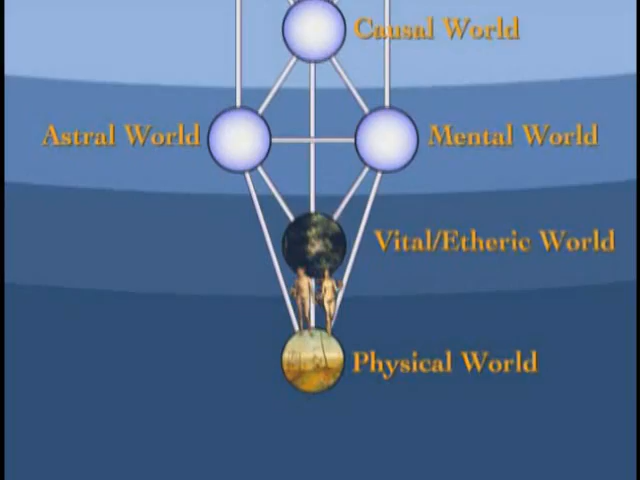 Causal World
Astral World
Mental World
Vital/Etheric World
Physical World